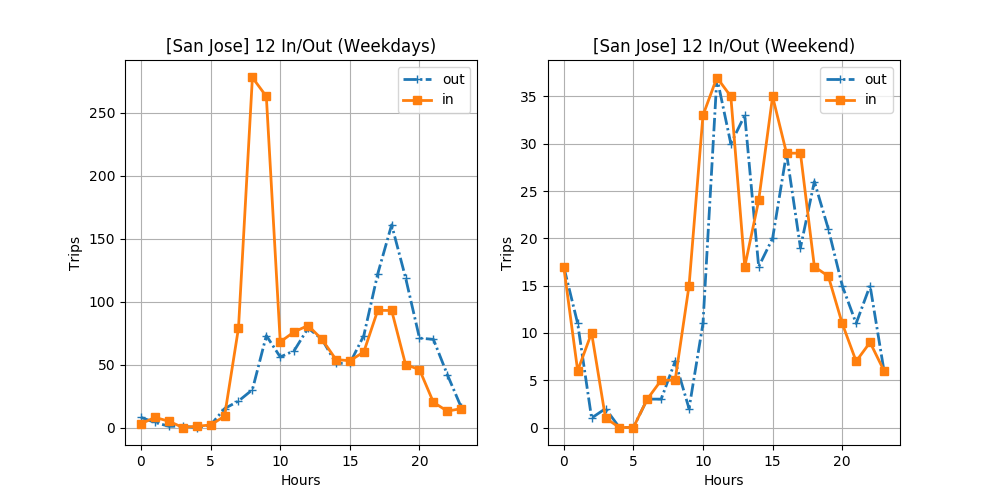 [San Jose] 12 In/Out (Weekdays)
out
in
250
200
150
100
50
0
Trips
0 5 10 15 20
Hours
[San Jose] 12 In/Out (Weekend)
out
in
35
30
25
20
15
10
5
0
Trips
0 5 10 15 20
Hours